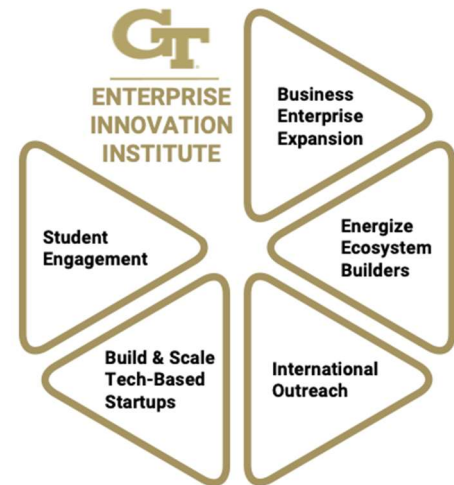 GT
ENTERPRISE
INNOVATION
INSTITUTE
Business
Enterprise
Expansion
Student
Engagement
Energize
Ecosystem
Builders
Build & Scale
Tech-Based
Startups
International
Outreach